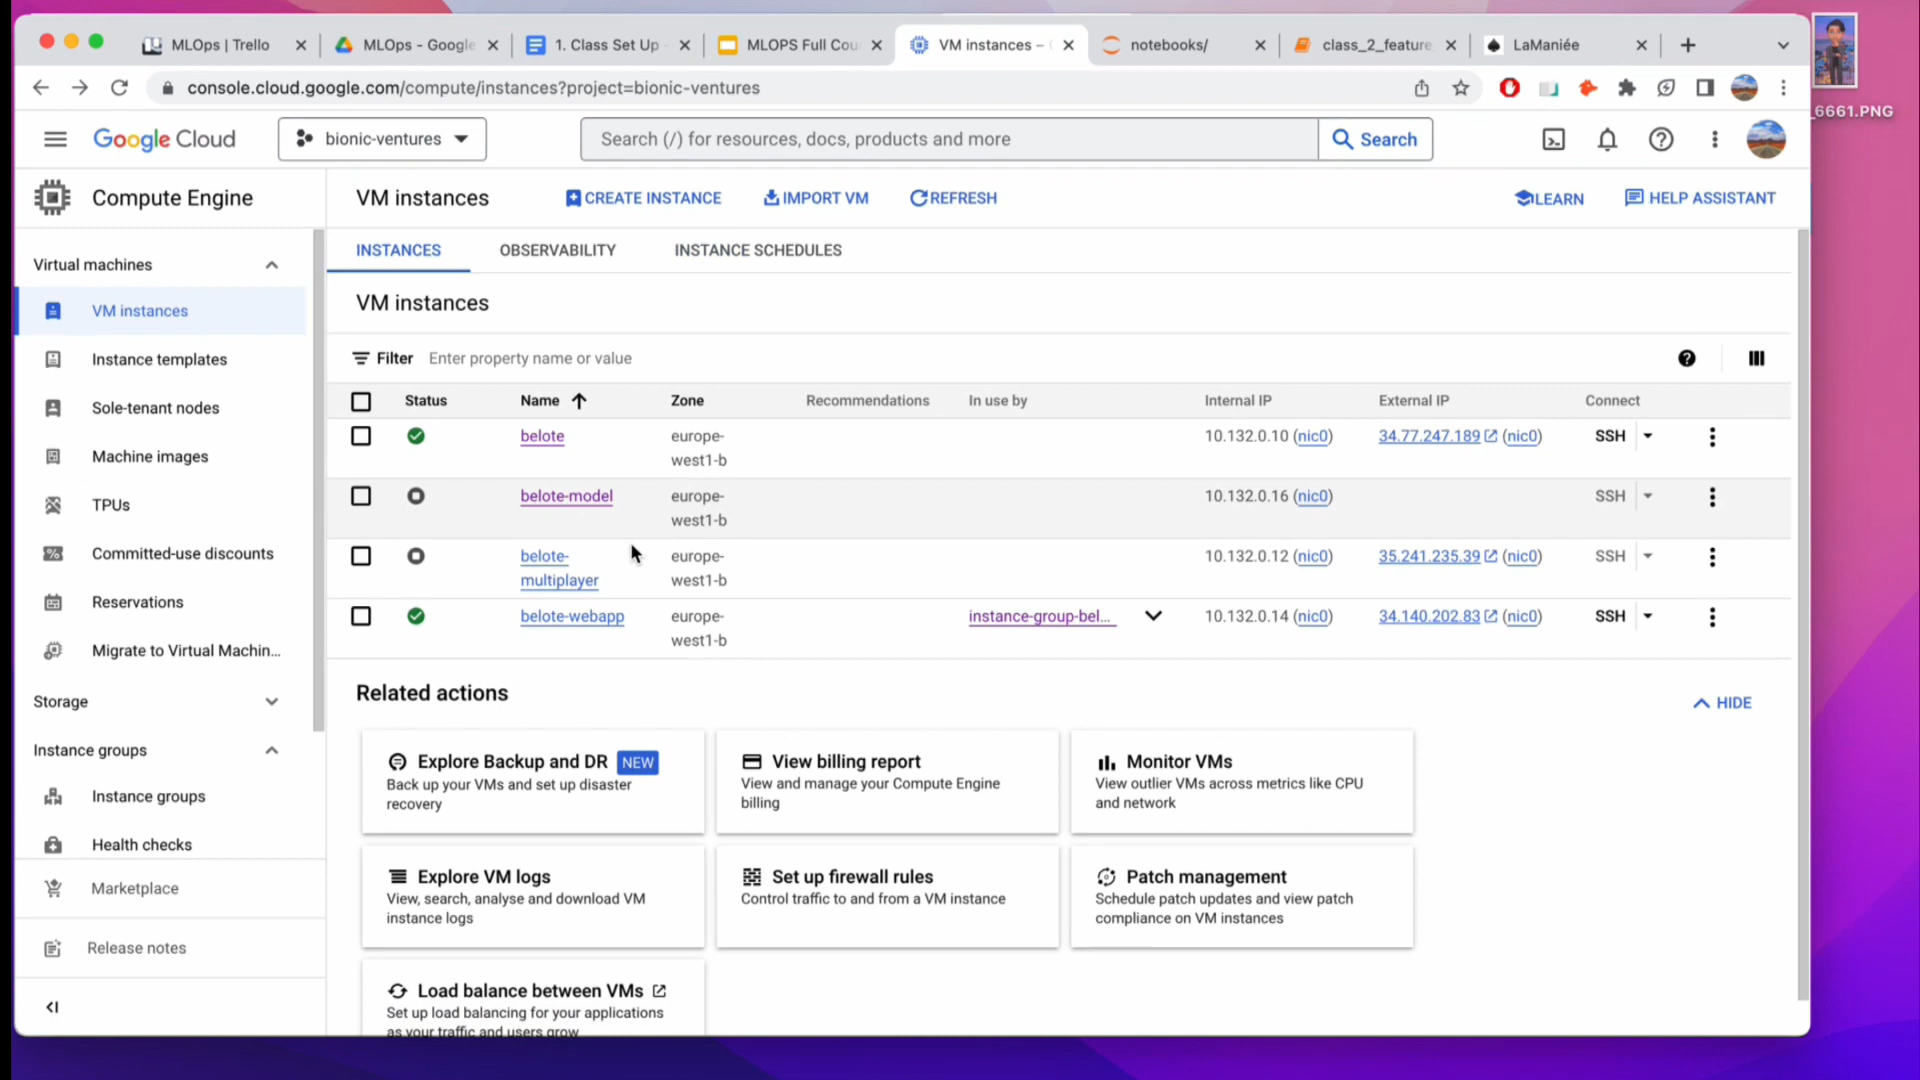 MLOps | Trello
MLOps - Google
1. Class Set Up -
MLOPS Full Cou
VM instances –
notebooks/
class_2_feature
LaManiée
console.cloud.google.com/compute/instances?project=bionic-ventures
_6661.PNG
Google Cloud
bionic-ventures
Search (/) for resources, docs, products and more
Search
Compute Engine
VM instances
CREATE INSTANCE
IMPORT VM
REFRESH
LEARN
HELP ASSISTANT
Virtual machines
VM instances
Instance templates
Sole-tenant nodes
Machine images
TPUs
Committed-use discounts
Reservations
Migrate to Virtual Machin...
Storage
Instance groups
Instance groups
Health checks
Marketplace
Release notes
INSTANCES
OBSERVABILITY
INSTANCE SCHEDULES
VM instances
Filter Enter property name or value
Status Name Zone Recommendations In use by Internal IP External IP Connect
belote europe- 10.132.0.10 (nic0) 34.77.247.189 (nic0) SSH
west1-b
belote-model europe- 10.132.0.16 (nic0) SSH
west1-b
belote- europe- 10.132.0.12 (nic0) 35.241.235.39 (nic0) SSH
multiplayer west1-b
belote-webapp europe- instance-group-bel... 10.132.0.14 (nic0) 34.140.202.83 (nic0) SSH
west1-b
Related actions
HIDE
Explore Backup and DR NEW
Back up your VMs and set up disaster
recovery
View billing report
View and manage your Compute Engine
billing
Monitor VMs
View outlier VMs across metrics like CPU
and network
Explore VM logs
View, search, analyse and download VM
instance logs
Set up firewall rules
Control traffic to and from a VM instance
Patch management
Schedule patch updates and view patch
compliance on VM instances
Load balance between VMs
Set up load balancing for your applications
as your traffic and users grow